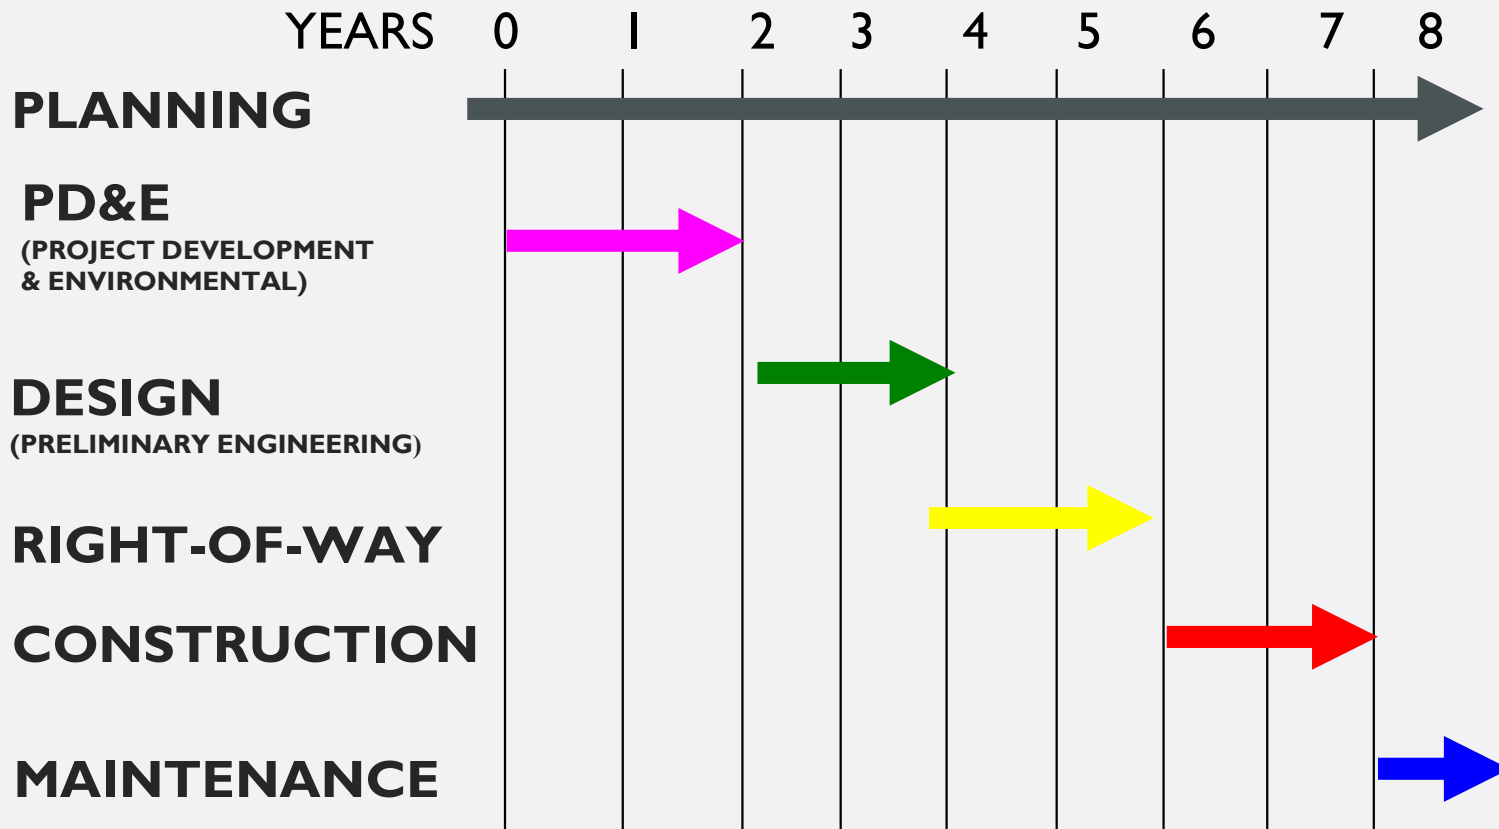 YEARS 0 1 2 3 4 5 6 7 8
PLANNING
PD&E
(PROJECT DEVELOPMENT
& ENVIRONMENTAL)
DESIGN
(PRELIMINARY ENGINEERING)
RIGHT-OF-WAY
CONSTRUCTION
MAINTENANCE